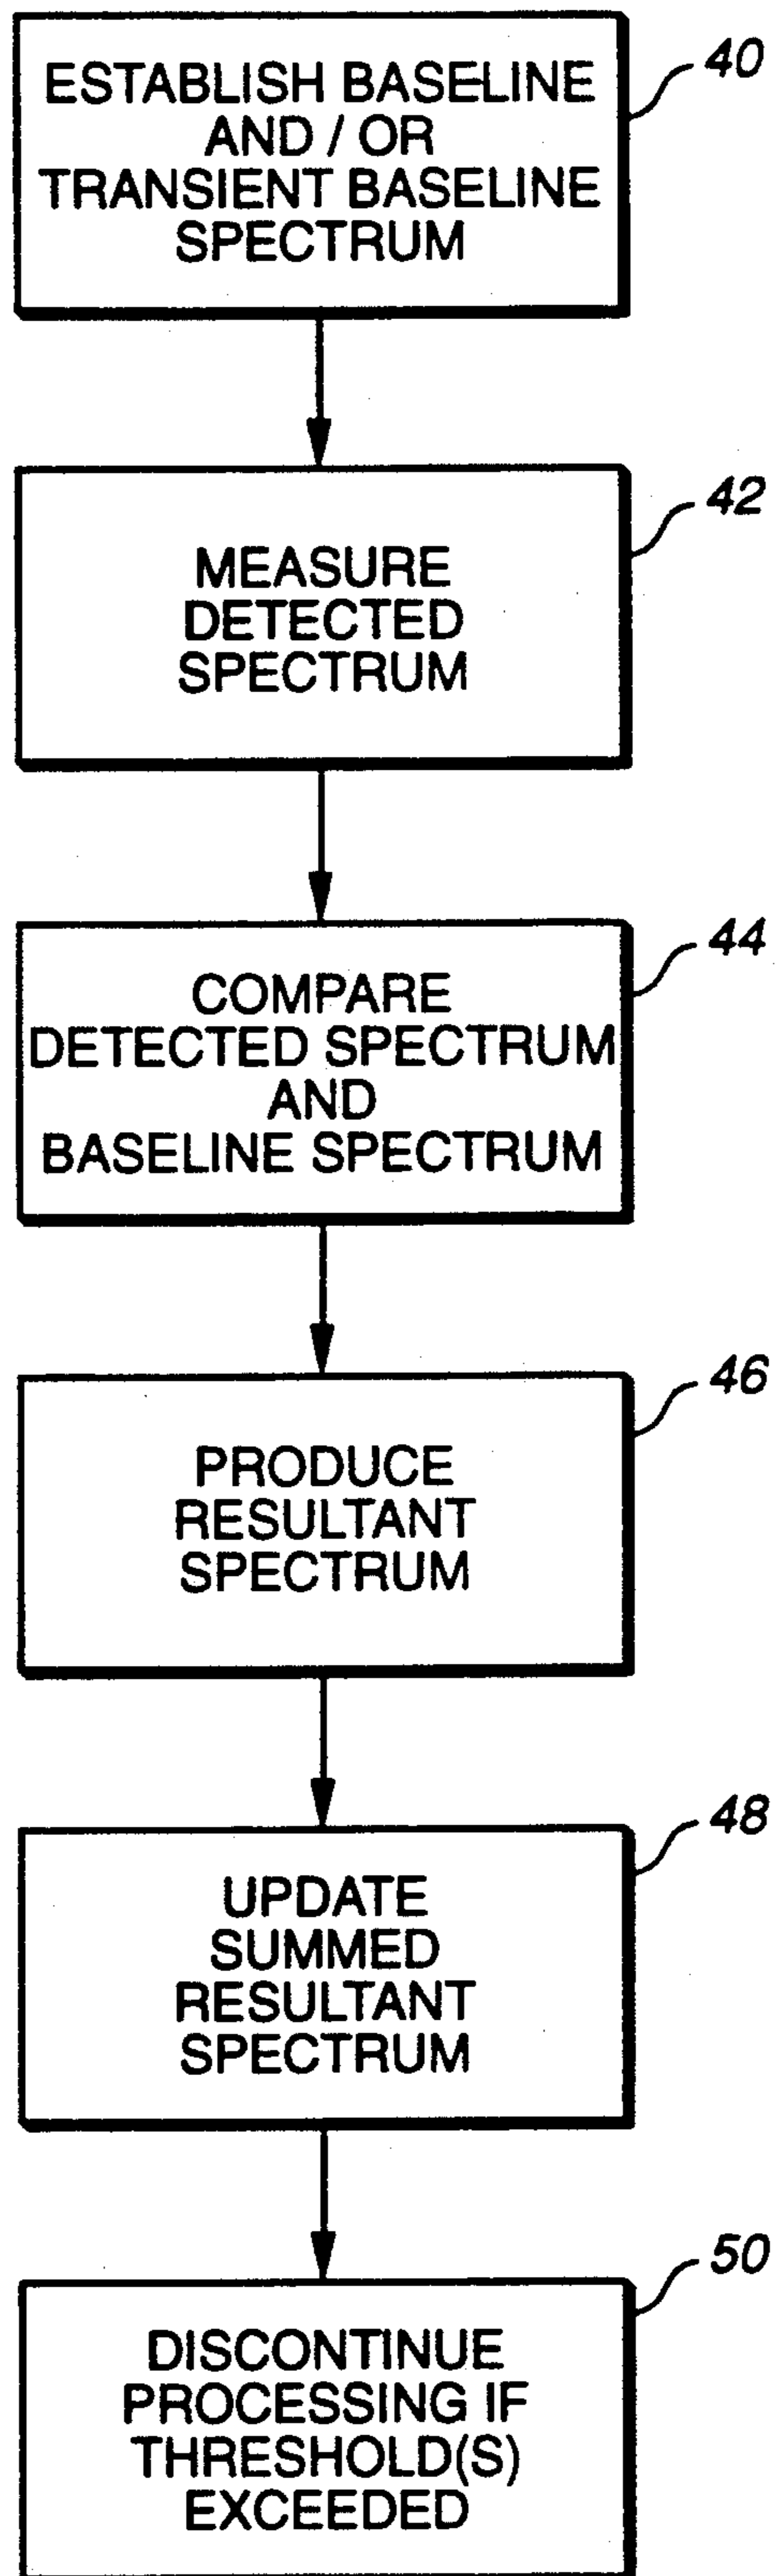 ESTABLISH BASELINE
AND / OR
TRANSIENT BASELINE
SPECTRUM
40
MEASURE
DETECTED
SPECTRUM
42
COMPARE
DETECTED SPECTRUM
AND
BASELINE SPECTRUM
44
PRODUCE
RESULTANT
SPECTRUM
46
UPDATE
SUMMED
RESULTANT
SPECTRUM
48
DISCONTINUE
PROCESSING IF
THRESHOLD(S)
EXCEEDED
50